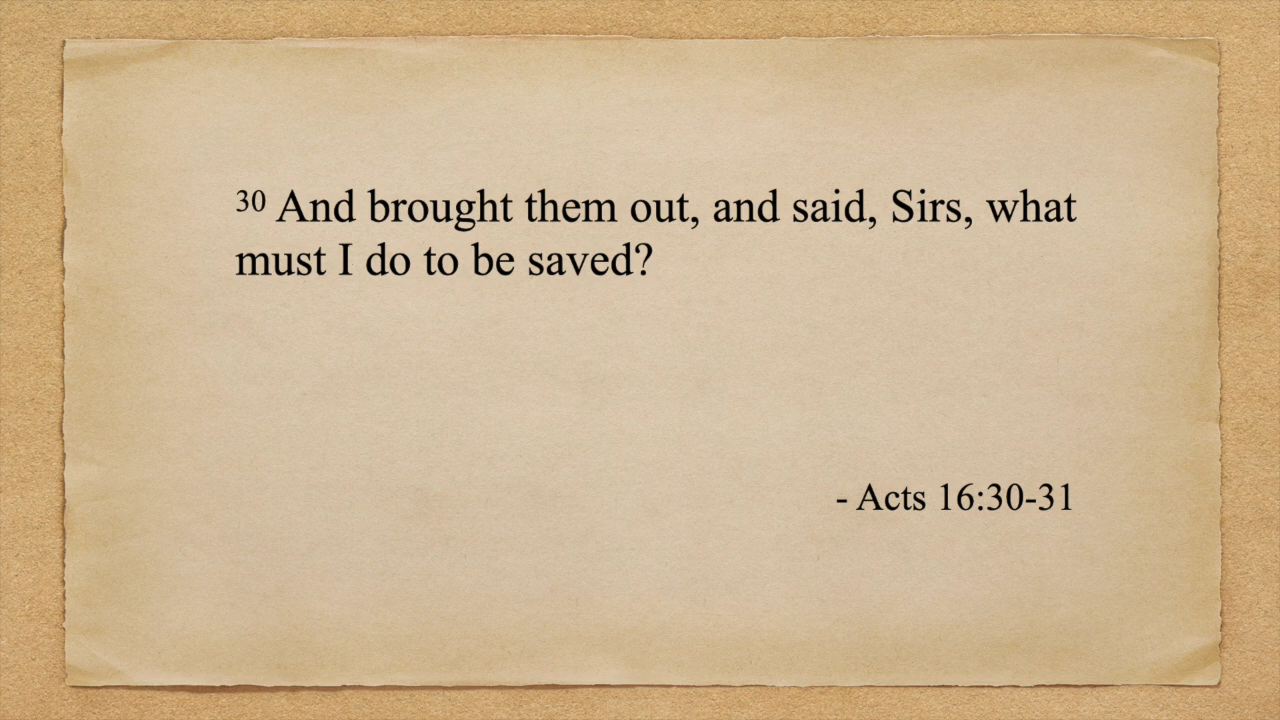 30 And brought them out, and said, Sirs, what
must I do to be saved?
- Acts 16:30-31